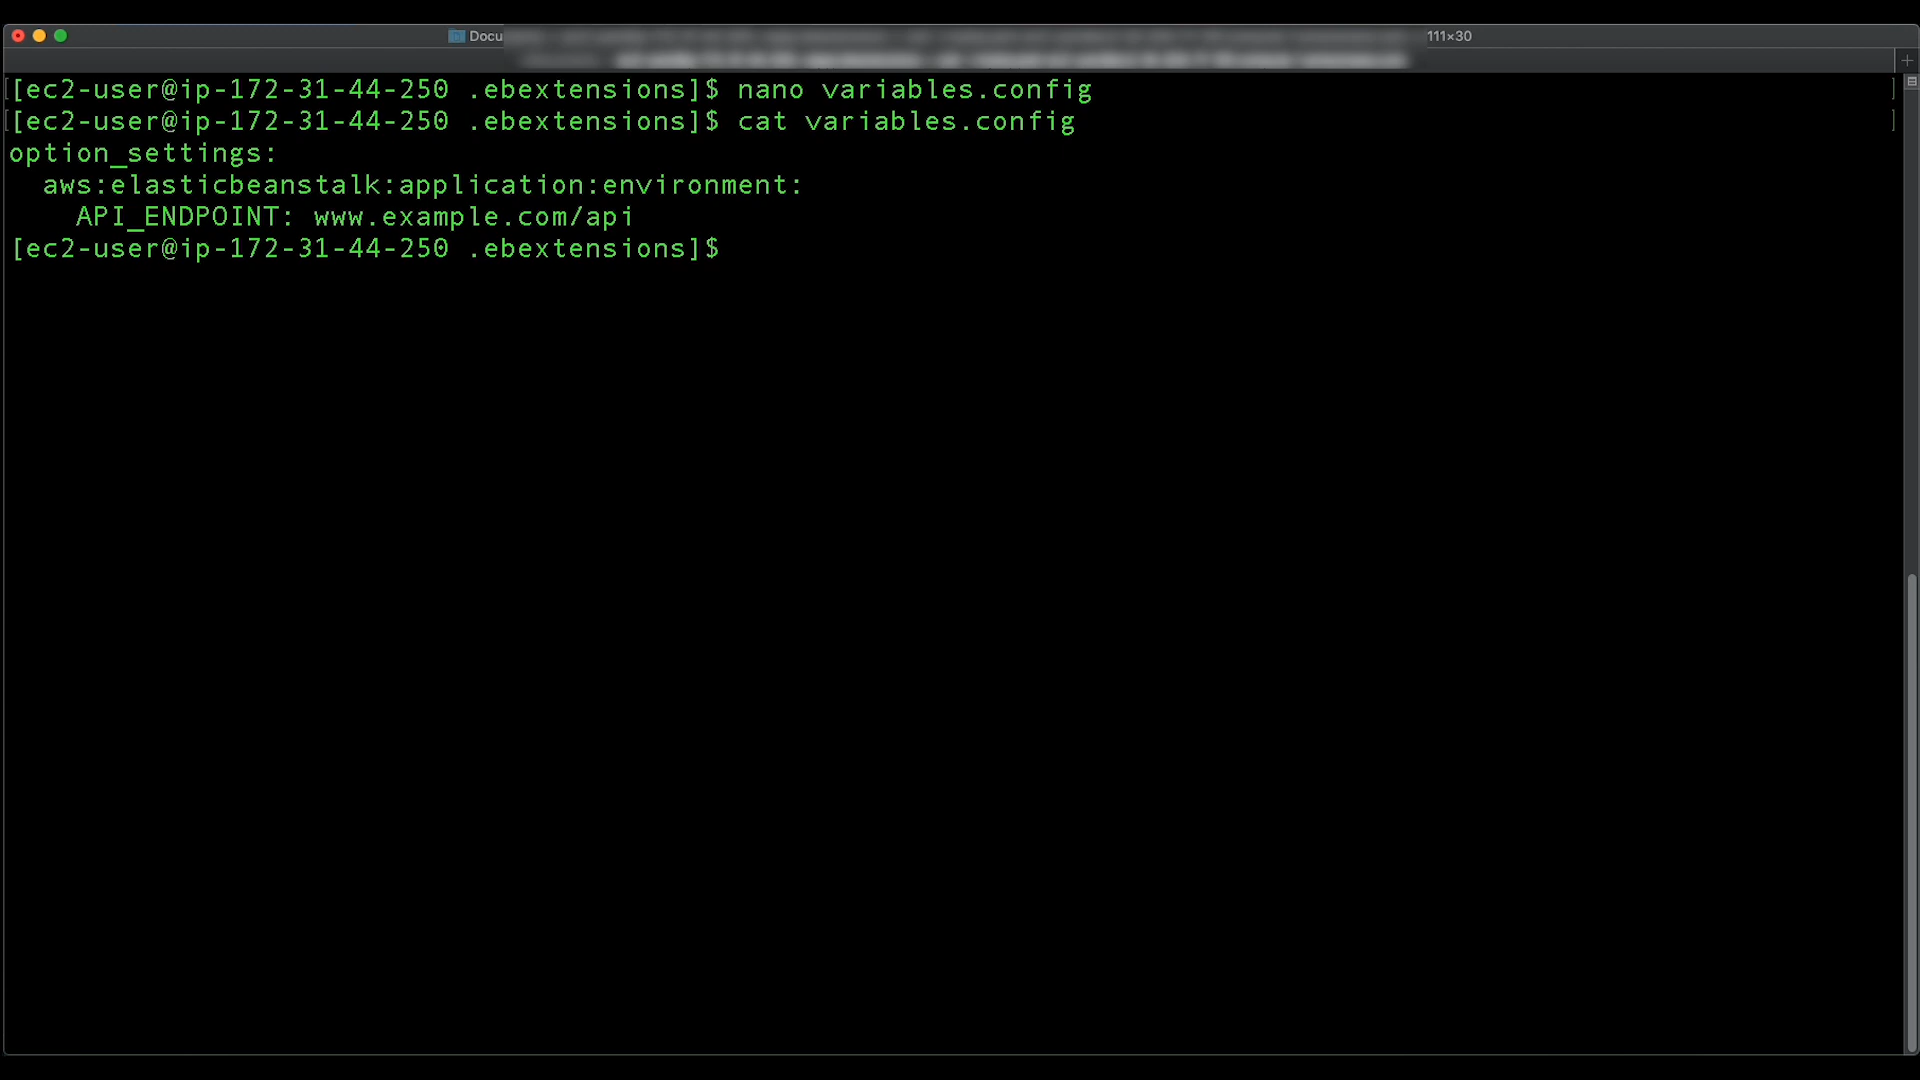 Docu
111×30
[[ec2-user@ip-172-31-44-250 .ebextensions]$ nano variables.config ]
[[ec2-user@ip-172-31-44-250 .ebextensions]$ cat variables.config ]
option_settings:
  aws:elasticbeanstalk:application:environment:
    API_ENDPOINT: www.example.com/api
[ec2-user@ip-172-31-44-250 .ebextensions]$